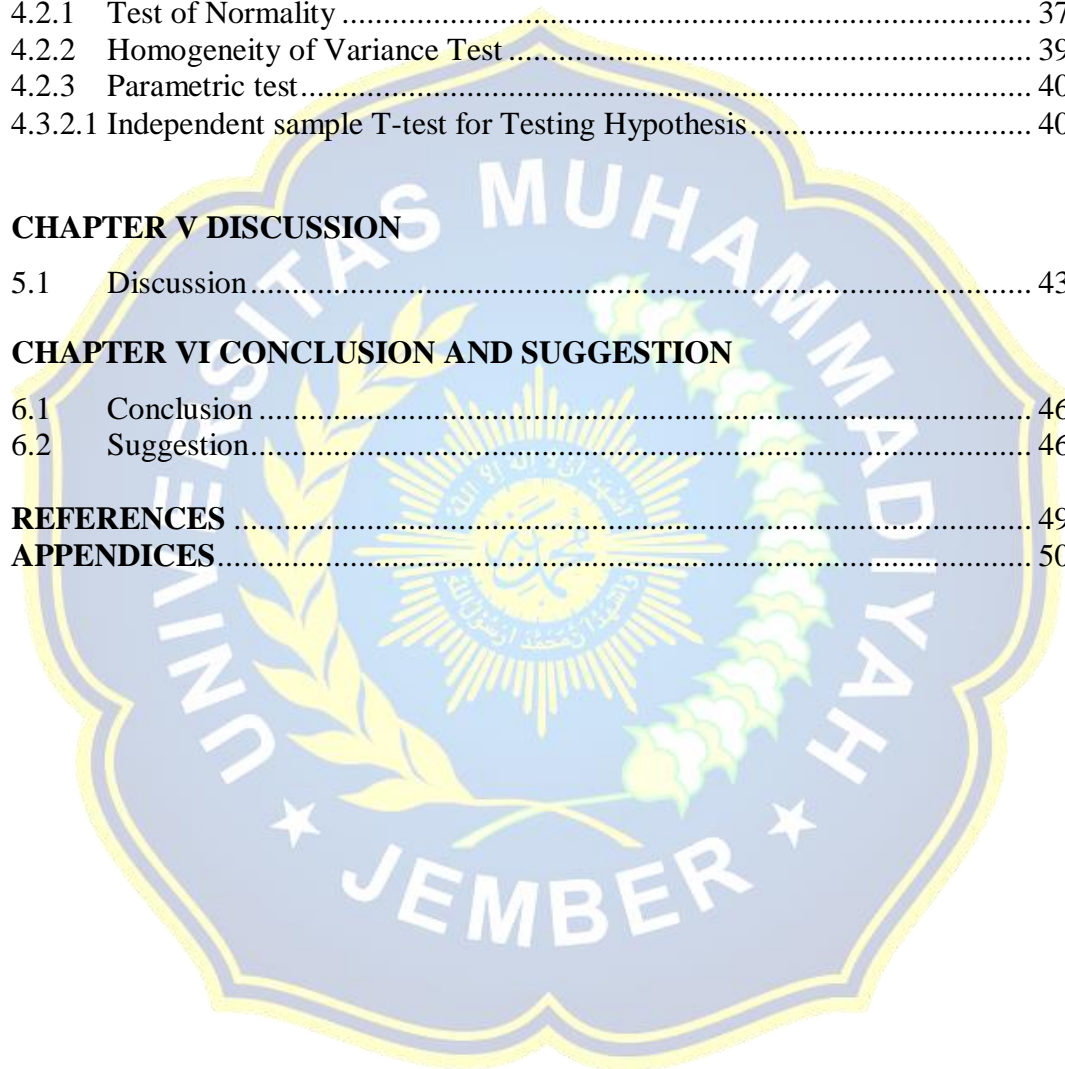 4.2.1 Test of Normality ................................................................ 37
4.2.2 Homogeneity of Variance Test ................................................ 39
4.2.3 Parametric test ................................................................ 40
4.3.2.1 Independent sample T-test for Testing Hypothesis ................................ 40
CHAPTER V DISCUSSION
5.1 Discussion ................................................................ 43
CHAPTER VI CONCLUSION AND SUGGESTION
6.1 Conclusion ................................................................ 46
6.2 Suggestion ................................................................ 46
REFERENCES ................................................................ 49
APPENDICES ................................................................ 50
UNIVERSITAS MUHAMMADIYAH
JEMBER